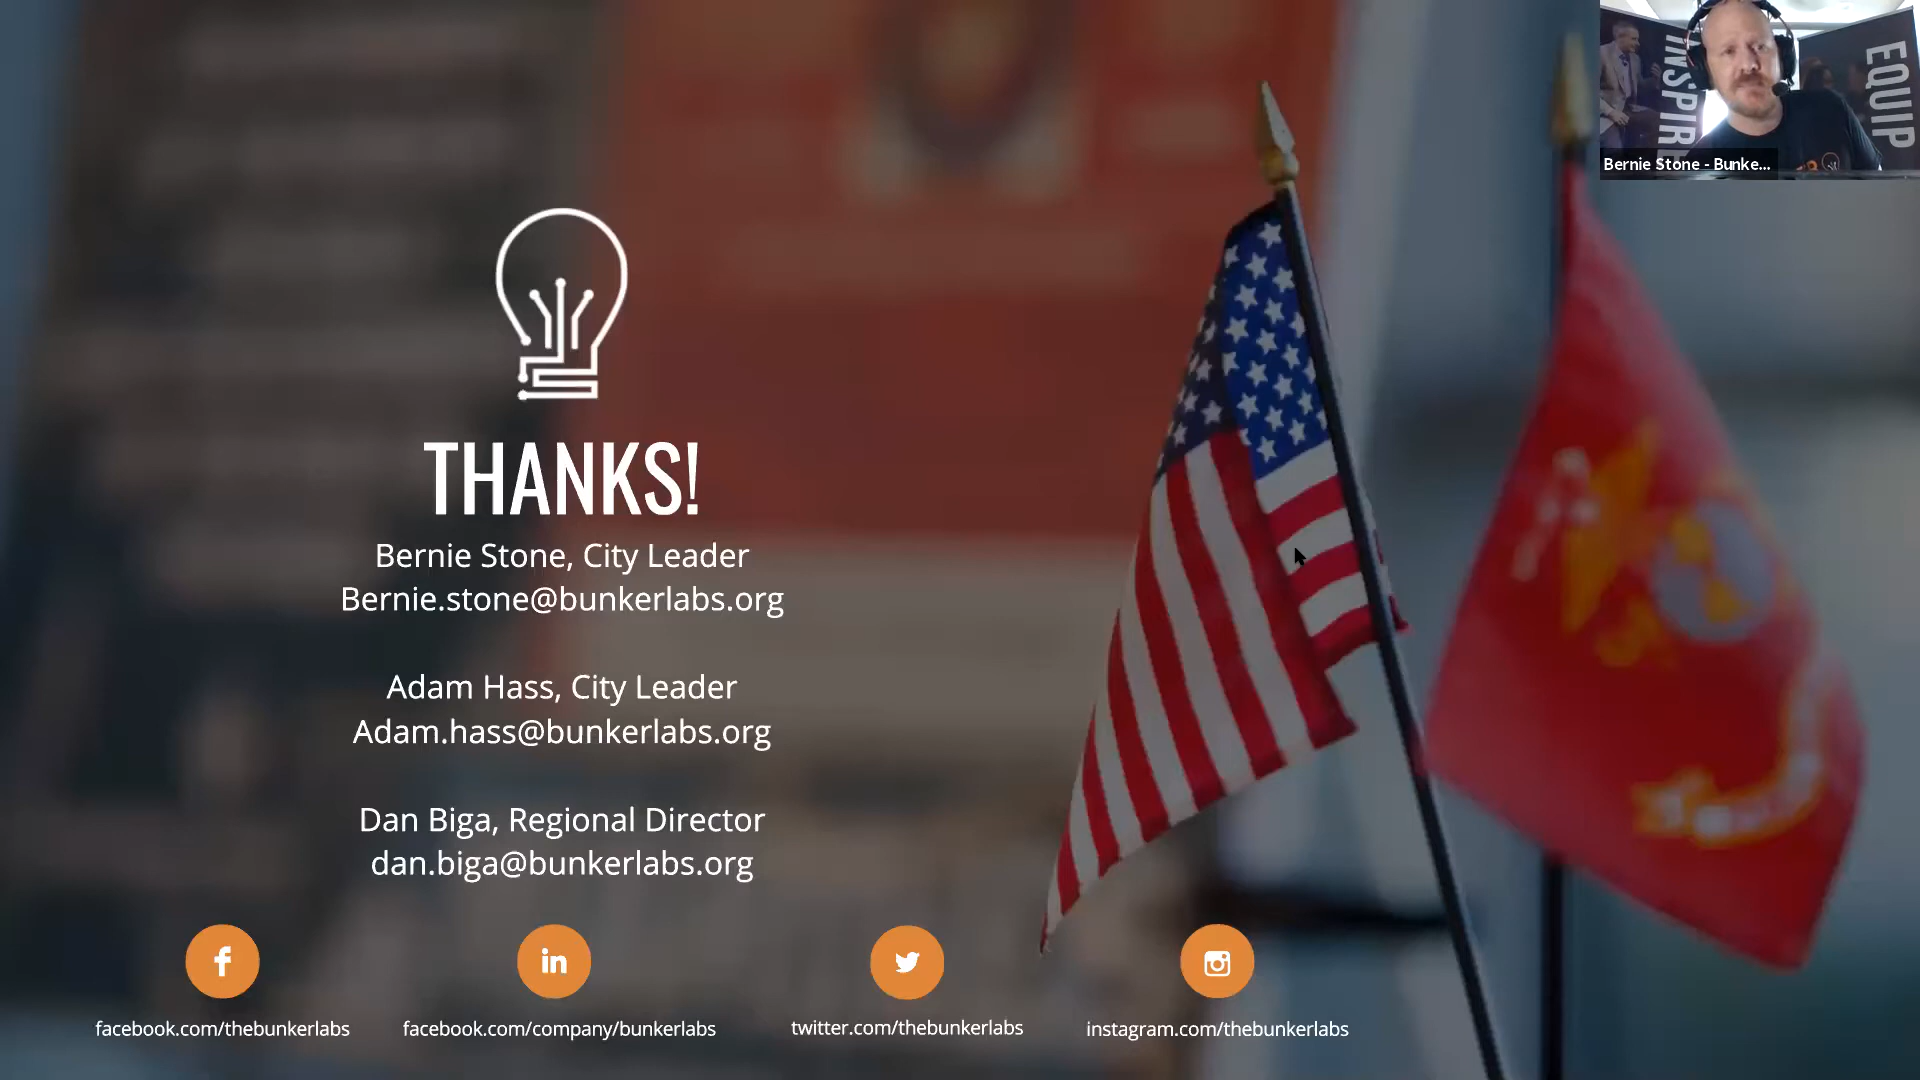 INSPIRE
EQUIP
Bernie Stone - Bunke...
THANKS!
Bernie Stone, City Leader
Bernie.stone@bunkerlabs.org
Adam Hass, City Leader
Adam.hass@bunkerlabs.org
Dan Biga, Regional Director
dan.biga@bunkerlabs.org
facebook.com/thebunkerlabs
facebook.com/company/bunkerlabs
twitter.com/thebunkerlabs
instagram.com/thebunkerlabs